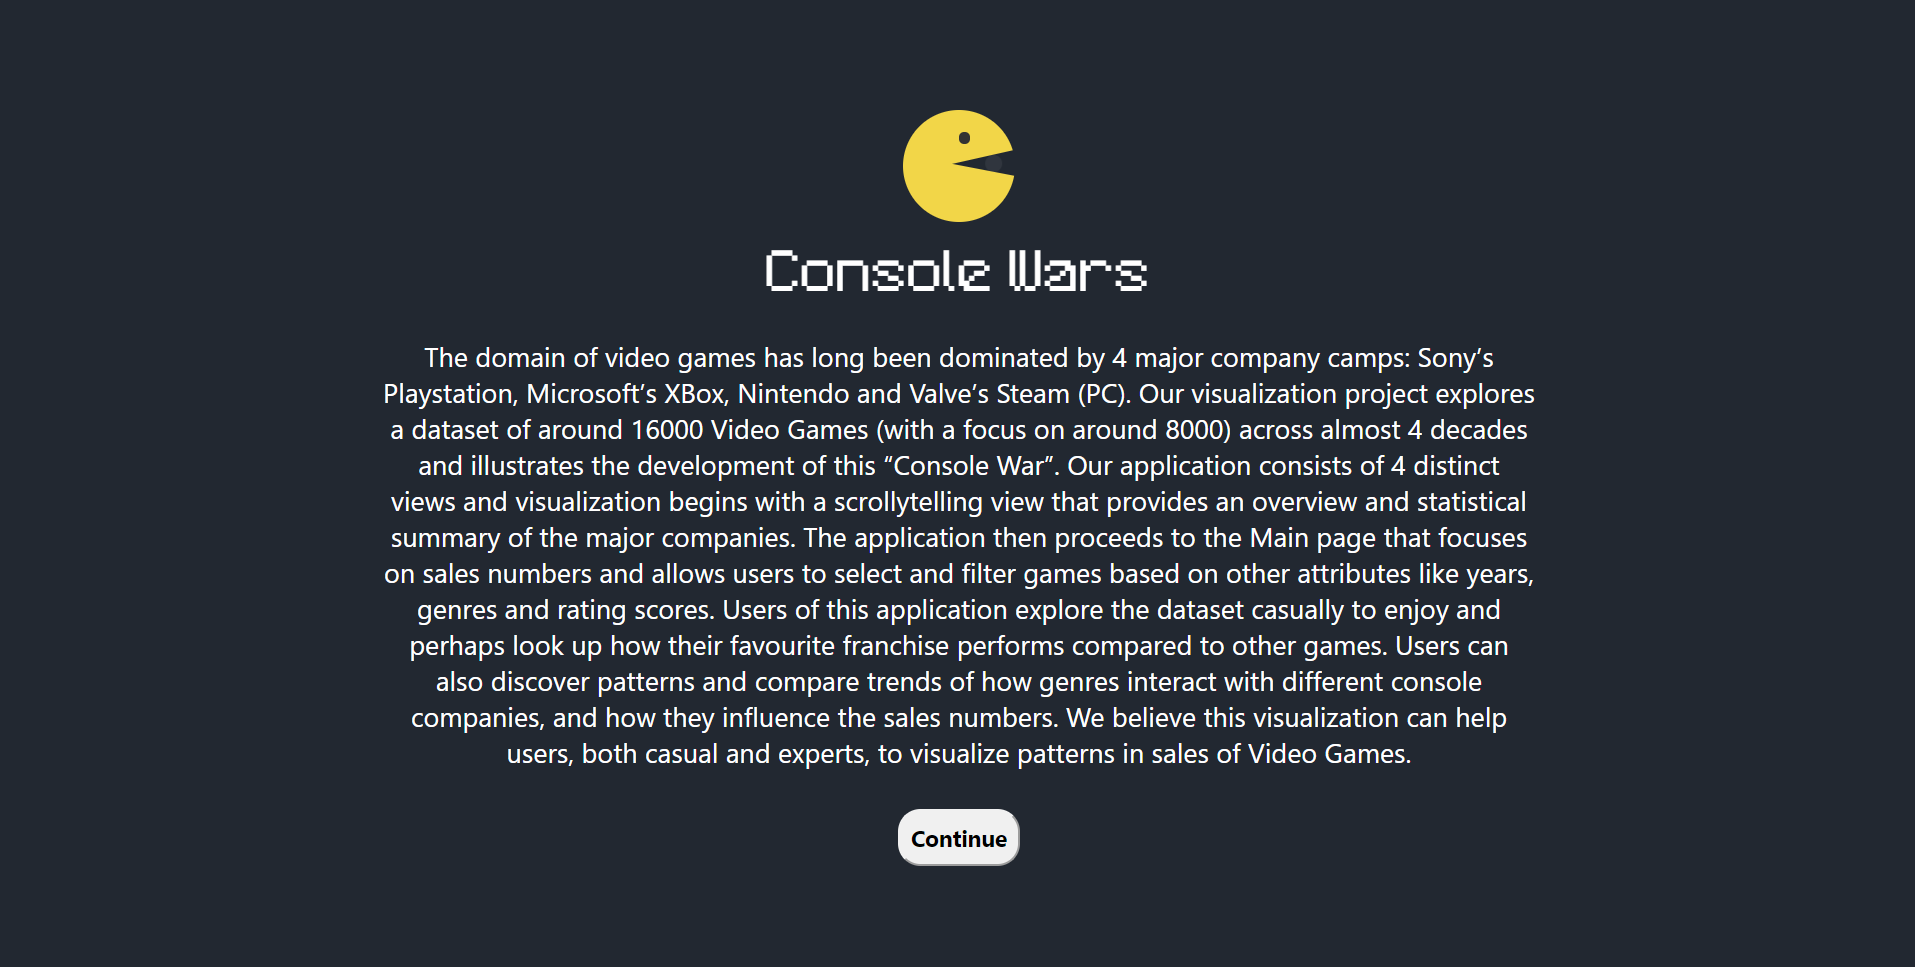 Console Wars
The domain of video games has long been dominated by 4 major company camps: Sony’s
Playstation, Microsoft’s XBox, Nintendo and Valve’s Steam (PC). Our visualization project explores
a dataset of around 16000 Video Games (with a focus on around 8000) across almost 4 decades
and illustrates the development of this “Console War”. Our application consists of 4 distinct
views and visualization begins with a scrollytelling view that provides an overview and statistical
summary of the major companies. The application then proceeds to the Main page that focuses
on sales numbers and allows users to select and filter games based on other attributes like years,
genres and rating scores. Users of this application explore the dataset casually to enjoy and
perhaps look up how their favourite franchise performs compared to other games. Users can
also discover patterns and compare trends of how genres interact with different console
companies, and how they influence the sales numbers. We believe this visualization can help
users, both casual and experts, to visualize patterns in sales of Video Games.
Continue